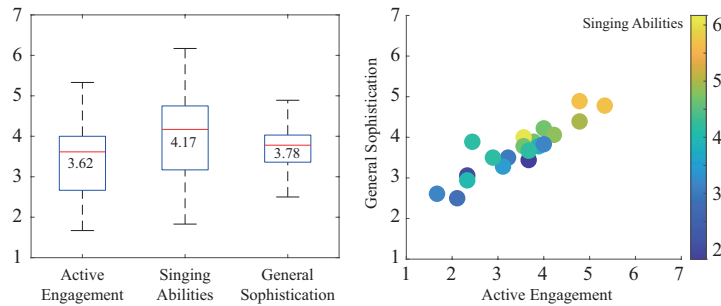 7
6
5
4
3
2
1
3.62
4.17
3.78
Active
Engagement
Singing
Abilities
General
Sophistication
General Sophistication
7
6
5
4
3
2
1
1 2 3 4 5 6 7
Active Engagement
Singing Abilities
6
5
4
3
2